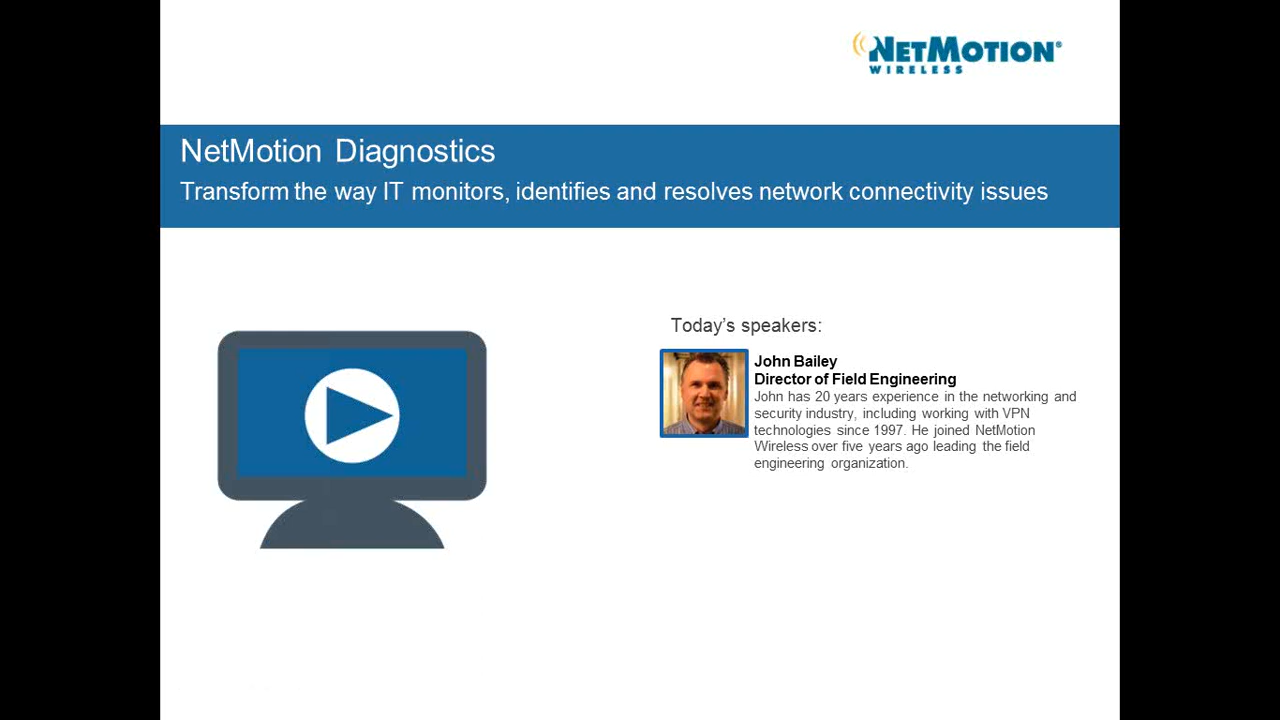 NETMOTION®
WIRELESS
NetMotion Diagnostics
Transform the way IT monitors, identifies and resolves network connectivity issues
Today's speakers:
John Bailey
Director of Field Engineering
John has 20 years experience in the networking and
security industry, including working with VPN
technologies since 1997. He joined NetMotion
Wireless over five years ago leading the field
engineering organization.